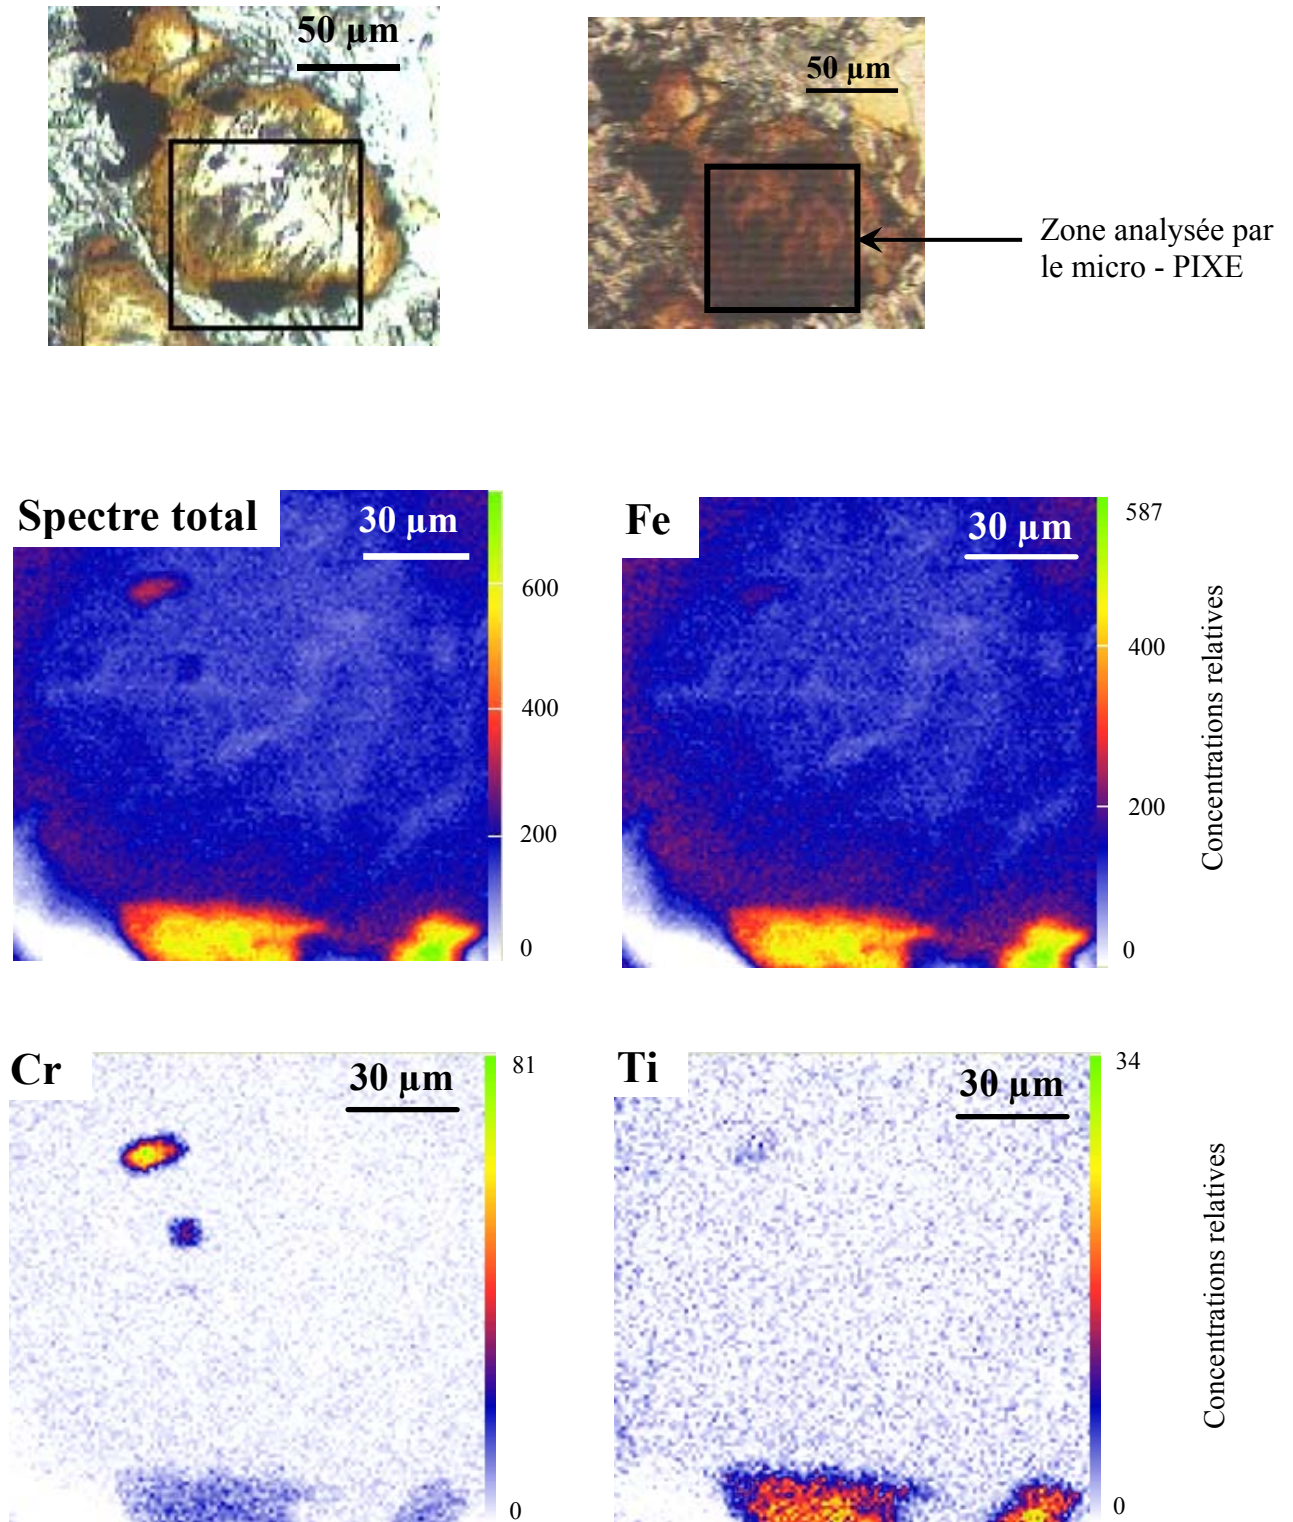 50 µm
50 µm
Zone analysée par
le micro - PIXE
Spectre total
30 µm
600
400
200
0
Fe
30 µm
587
400
200
0
Concentrations relatives
Cr
30 µm
81
0
Ti
30 µm
34
0
Concentrations relatives